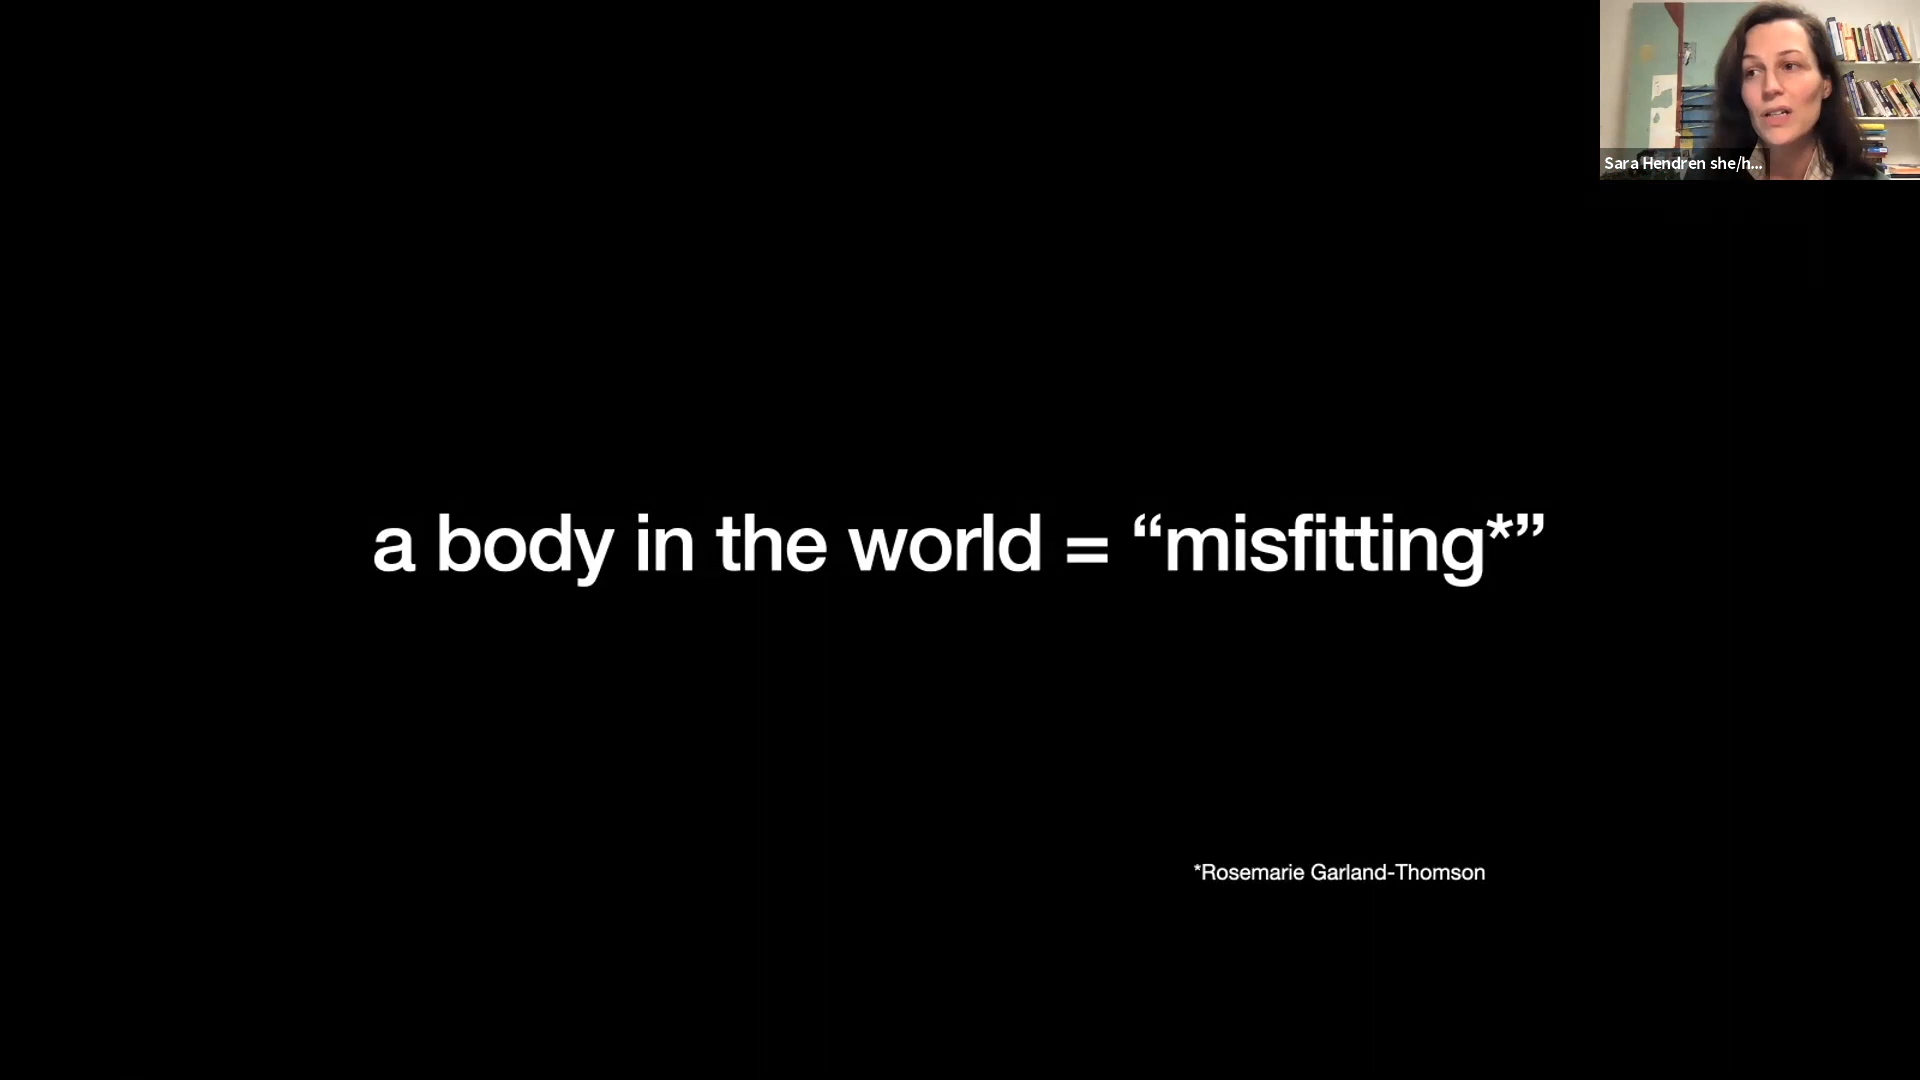 Sara Hendren she/h...
a body in the world = “misfitting*”
*Rosemarie Garland-Thomson